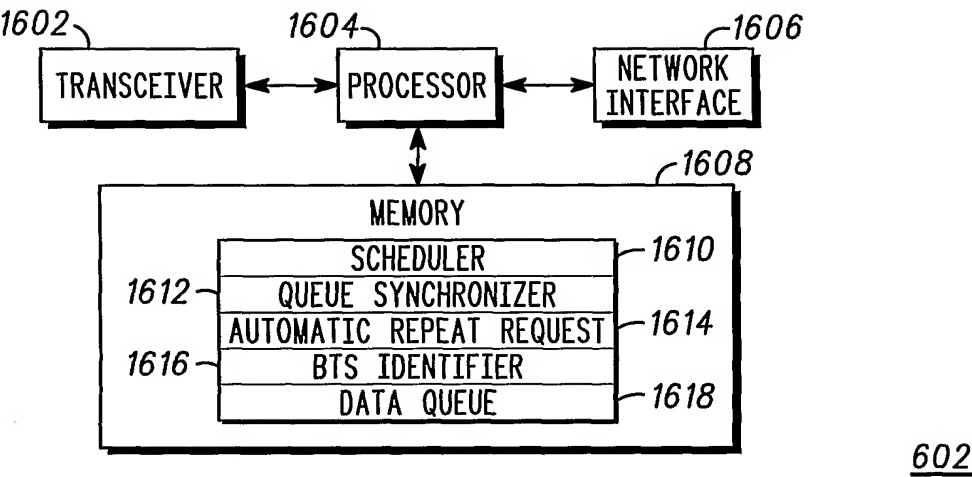 1602
1604
1606
TRANSCEIVER
PROCESSOR
NETWORK
INTERFACE
1608
MEMORY
SCHEDULER
1610
1612
QUEUE SYNCHRONIZER
AUTOMATIC REPEAT REQUEST
1614
1616
BTS IDENTIFIER
DATA QUEUE
1618
602